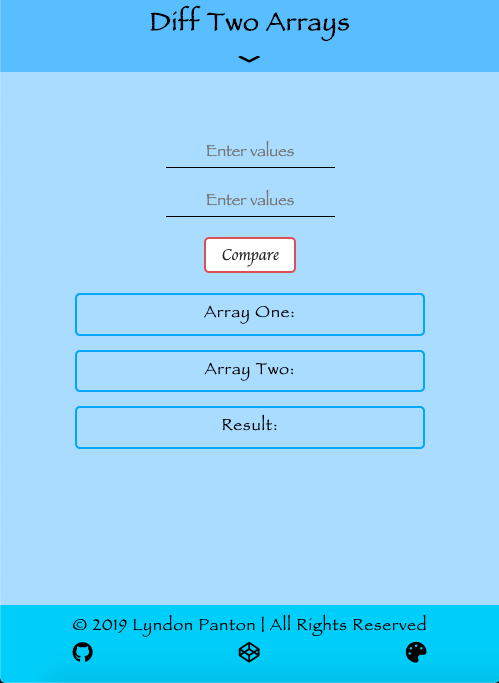 Diff Two Arrays
Enter values
Enter values
Compare
Array One:
Array Two:
Result:
© 2019 Lyndon Panton | All Rights Reserved